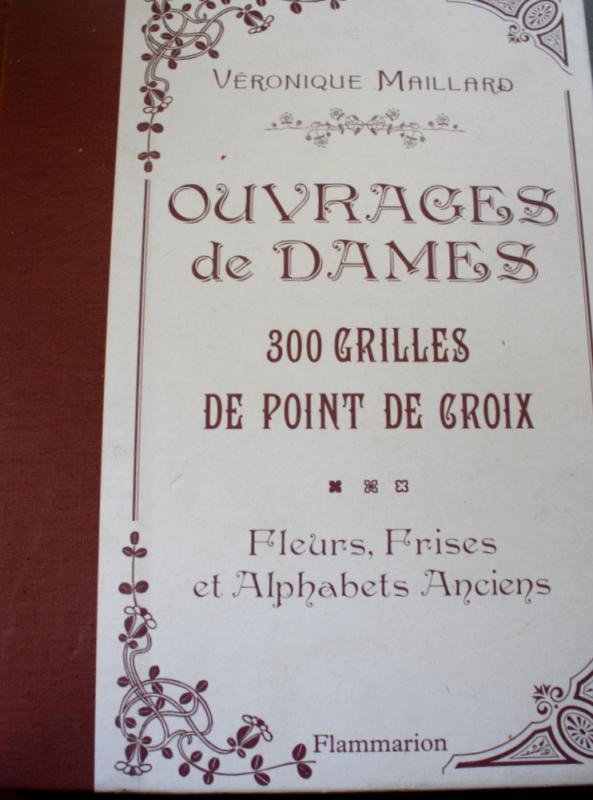 Véronique Maillard
OUVRAGES
de DAMES
300 GRILLES
DE POINT DE CROIX
Fleurs, Frises
et Alphabets Anciens
Flammarion